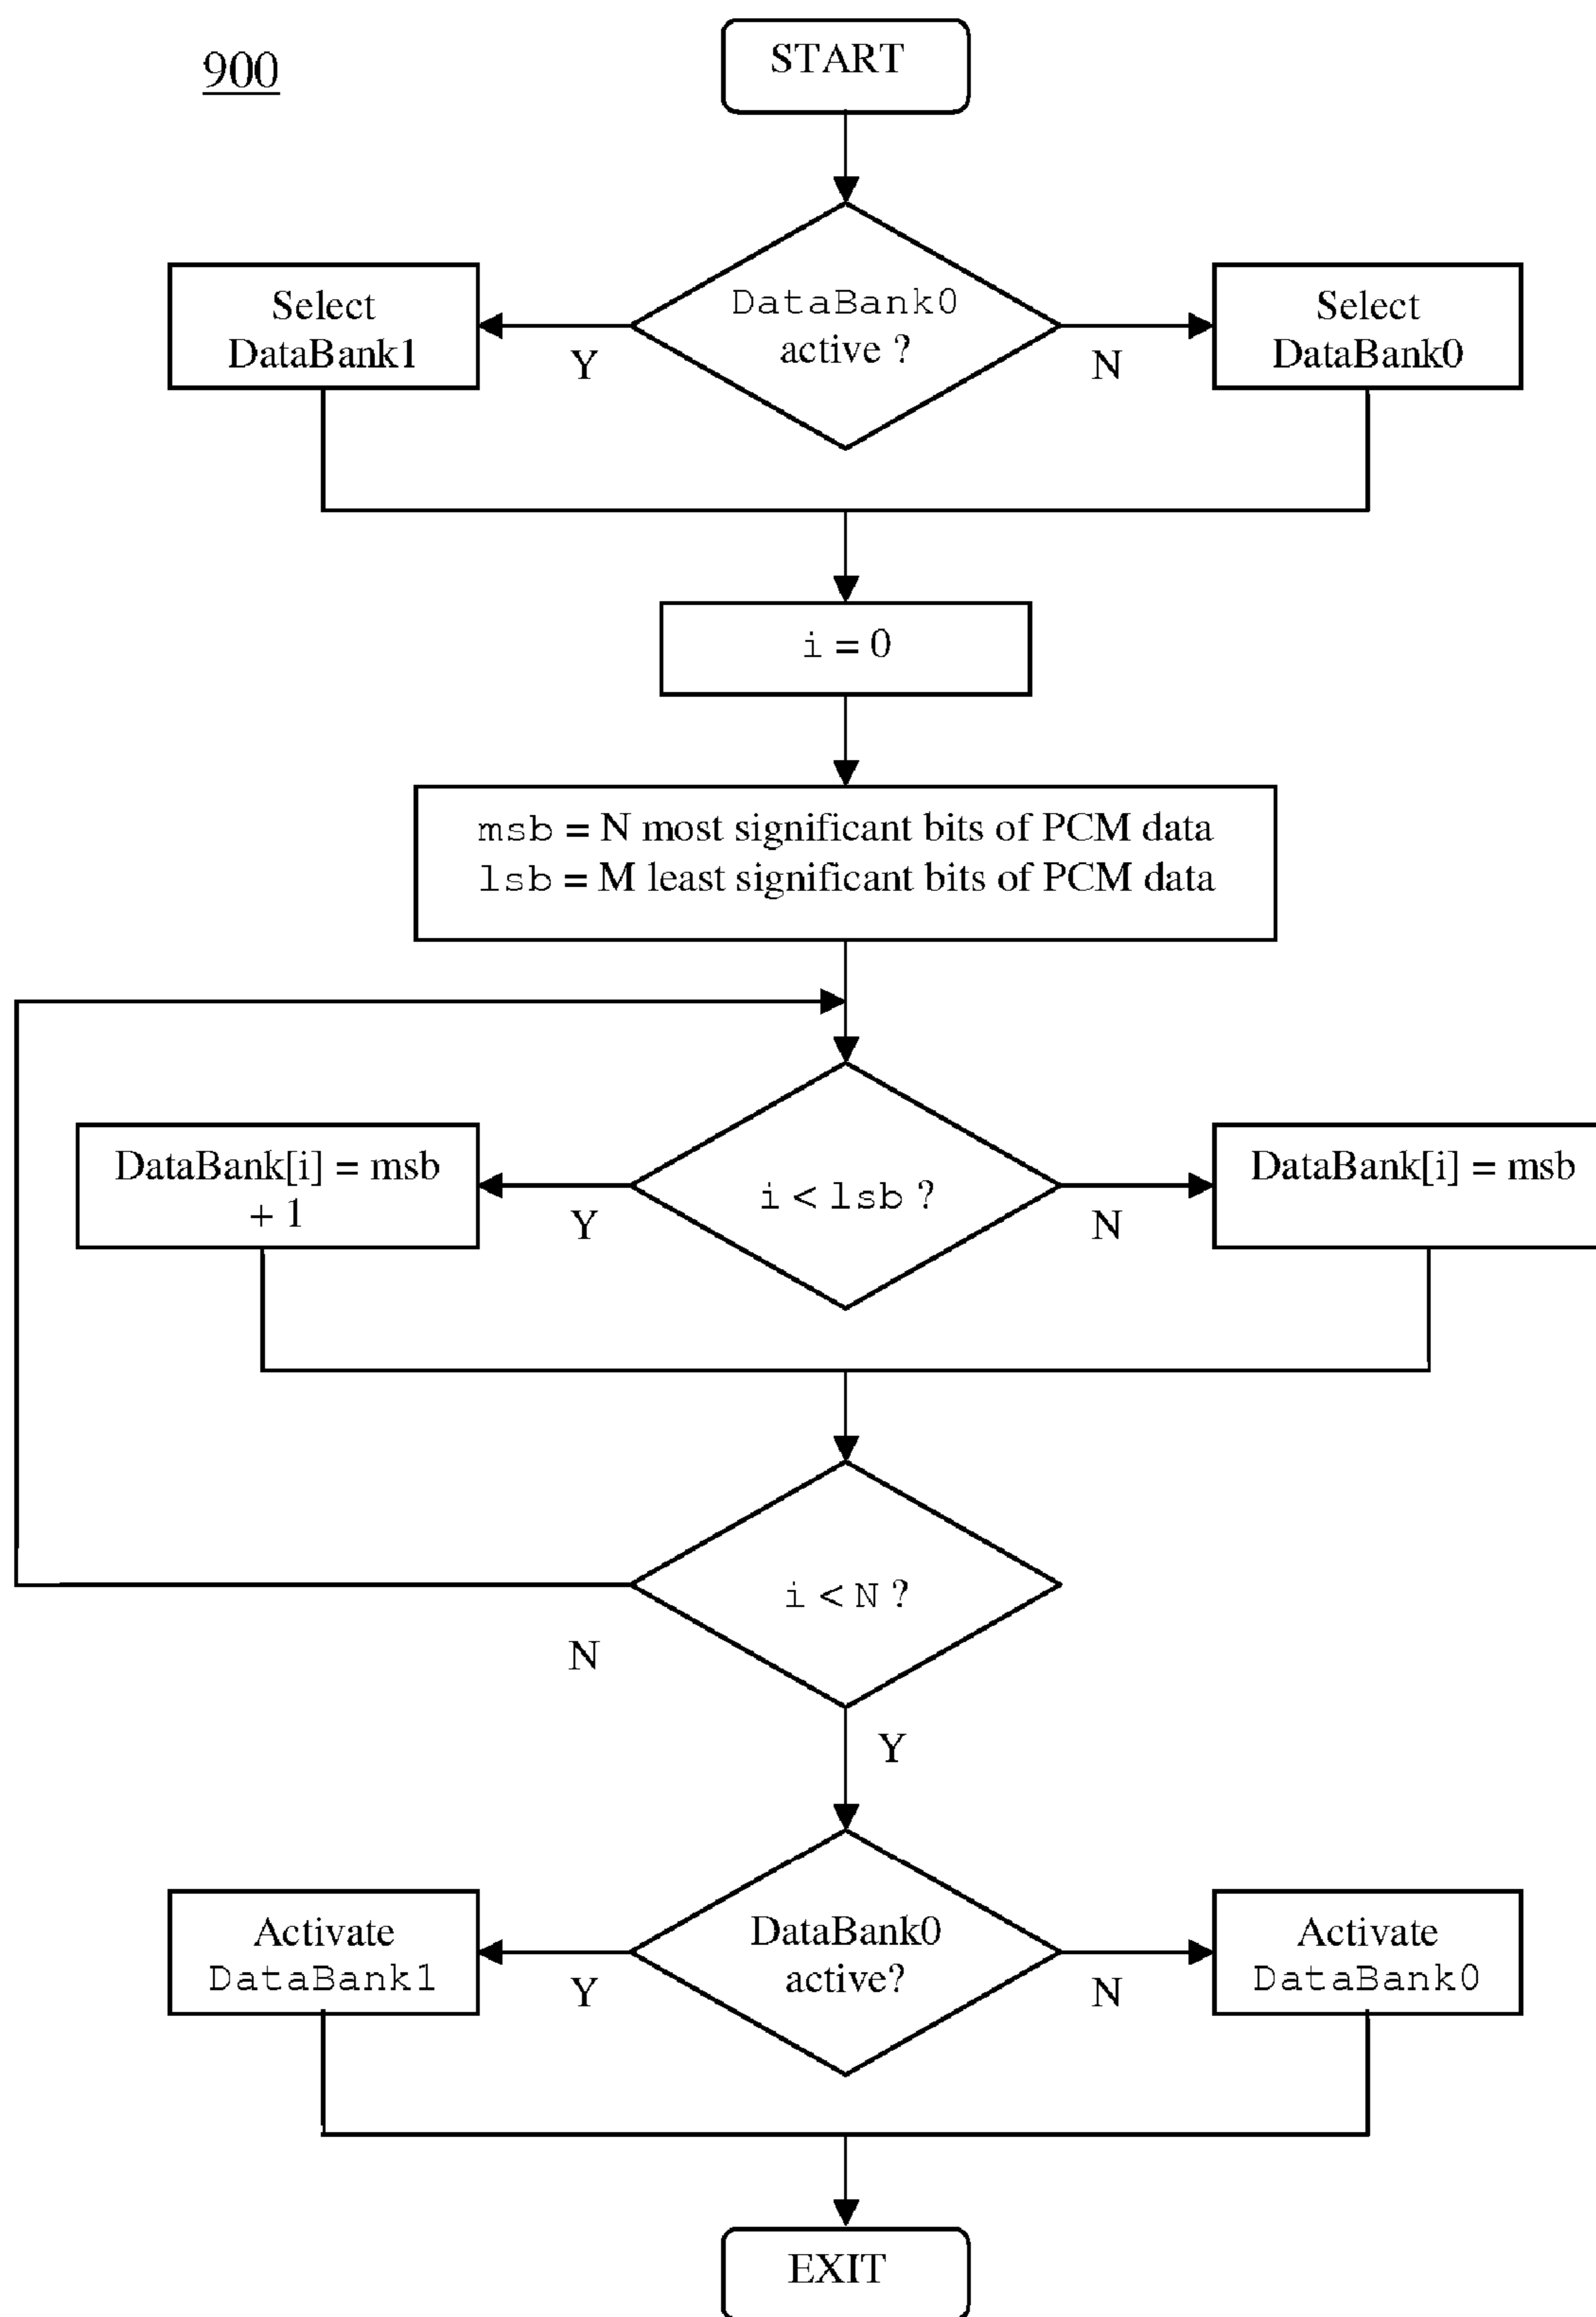 900
START
DataBank0
active ?
Select
DataBank1
Y
N
Select
DataBank0
i = 0
msb = N most significant bits of PCM data
lsb = M least significant bits of PCM data
DataBank[i] = msb
+ 1
Y
i < lsb ?
N
DataBank[i] = msb
i < N ?
N
Y
Activate
DataBank1
Y
DataBank0
active?
N
Activate
DataBank0
EXIT